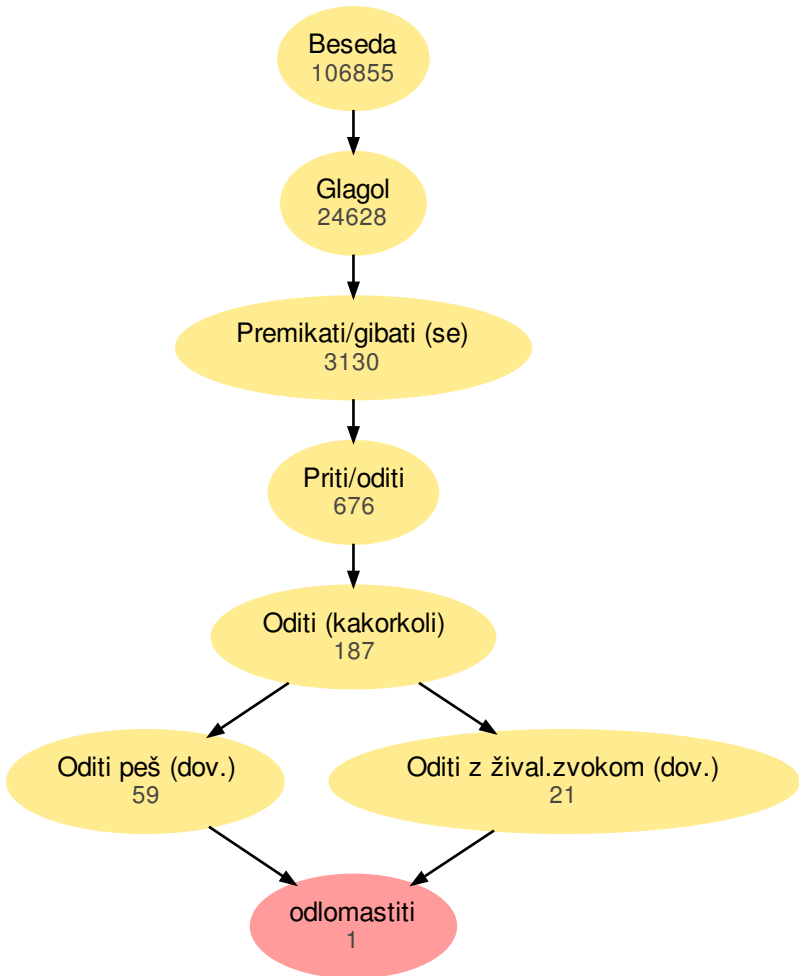 Beseda
106855
Glagol
24628
Premikati/gibati (se)
3130
Priti/oditi
676
Oditi (kakorkoli)
187
Oditi peš (dov.)
59
Oditi z žival.zvokom (dov.)
21
odlomastiti
1